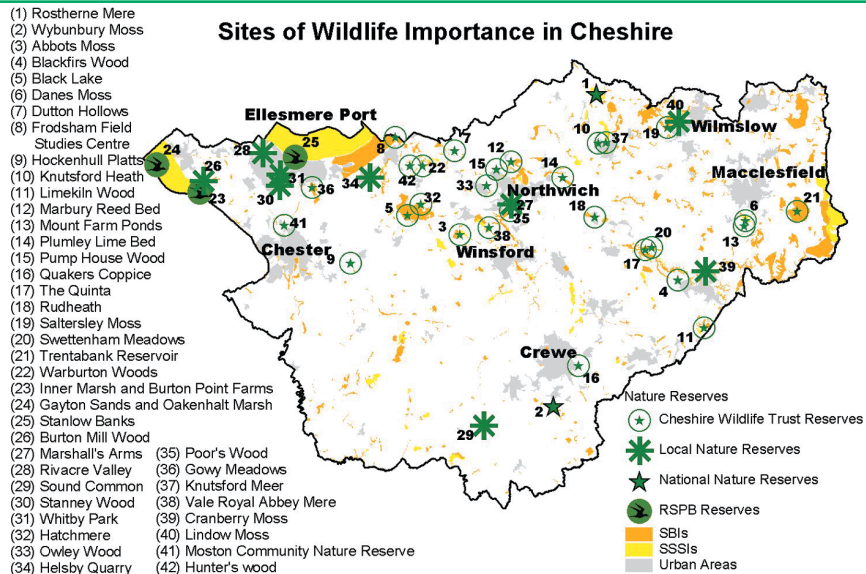 Sites of Wildlife Importance in Cheshire
(1) Rostherne Mere
(2) Wybunbury Moss
(3) Abbots Moss
(4) Blackfirs Wood
(5) Black Lake
(6) Danes Moss
(7) Dutton Hollows
(8) Frodsham Field
Studies Centre
(9) Hockenhull Platts
(10) Knutsford Heath
(11) Limekiln Wood
(12) Marbury Reed Bed
(13) Mount Farm Ponds
(14) Plumley Lime Bed
(15) Pump House Wood
(16) Quakers Coppice
(17) The Quinta
(18) Rudheath
(19) Saltersley Moss
(20) Swettenham Meadows
(21) Trentabank Reservoir
(22) Warburton Woods
(23) Inner Marsh and Burton Point Farms
(24) Gayton Sands and Oakenhalt Marsh
(25) Stanlow Banks
(26) Burton Mill Wood
(27) Marshall's Arms
(28) Rivacre Valley
(29) Sound Common
(30) Stanney Wood
(31) Whitby Park
(32) Hatchmere
(33) Owley Wood
(34) Helsby Quarry
(35) Poor's Wood
(36) Gowy Meadows
(37) Knutsford Meer
(38) Vale Royal Abbey Mere
(39) Cranberry Moss
(40) Lindow Moss
(41) Moston Community Nature Reserve
(42) Hunter's wood
1
40
Ellesmere Port
Wilmslow
19
10
37
7
8
28
25
24
12
15
14
42
22
Macclesfield
26
31
36
34
33
Northwich
23
30
32
27
35
18
21
5
6
41
3
38
20
13
Chester
Winsford
17
9
39
4
11
Crewe
16
2
29
Nature Reserves
Cheshire Wildlife Trust Reserves
Local Nature Reserves
National Nature Reserves
RSPB Reserves
SBIs
SSSIs
Urban Areas